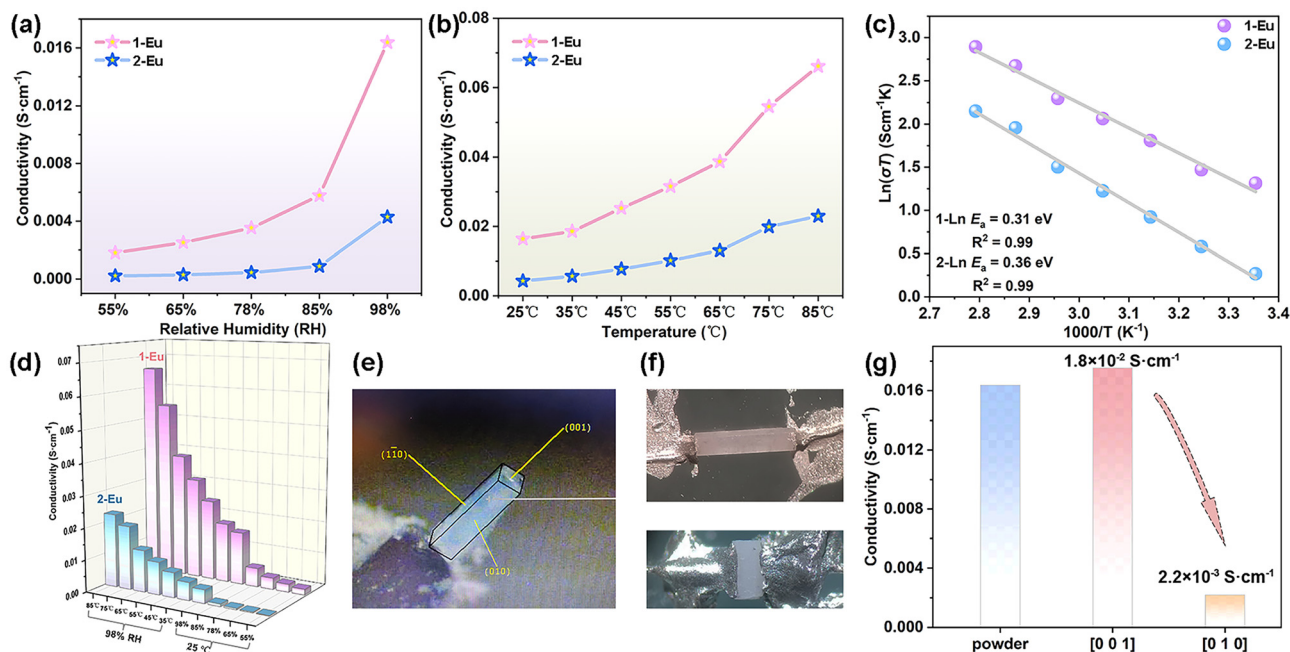 (a)
1-Eu
2-Eu
Conductivity (S·cm⁻¹)
0.016
0.012
0.008
0.004
0.000
55% 65% 78% 85% 98%
Relative Humidity (RH)
(b)
1-Eu
2-Eu
Conductivity (S·cm⁻¹)
0.08
0.06
0.04
0.02
0.00
25℃ 35℃ 45℃ 55℃ 65℃ 75℃ 85℃
Temperature (℃)
(c)
1-Eu
2-Eu
Ln(σT) (Scm⁻¹K)
3.0
2.5
2.0
1.5
1.0
0.5
0.0
1-Ln Eₐ = 0.31 eV
R² = 0.99
2-Ln Eₐ = 0.36 eV
R² = 0.99
2.7 2.8 2.9 3.0 3.1 3.2 3.3 3.4
1000/T (K⁻¹)
(d)
1-Eu
2-Eu
Conductivity (S·cm⁻¹)
0.07
0.06
0.05
0.04
0.03
0.02
0.01
0.00
85℃ 75℃ 65℃ 55℃ 45℃ 35℃ 98% 85% 78% 65% 55%
98% RH
25 ℃
(e)
(001)
(1̄10)
(010)
(f)
(g)
Conductivity (S·cm⁻¹)
0.016
0.012
0.008
0.004
0.000
1.8×10⁻² S·cm⁻¹
2.2×10⁻³ S·cm⁻¹
powder [0 0 1] [0 1 0]